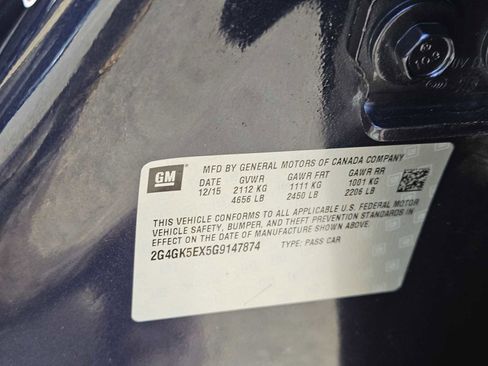 GM
MFD BY GENERAL MOTORS OF CANADA COMPANY
DATE GVWR GAWR FRT GAWR RR
12/15 2112 KG 1111 KG 1001 KG
4656 LB 2450 LB 2206 LB
THIS VEHICLE CONFORMS TO ALL APPLICABLE U.S. FEDERAL MOTOR
VEHICLE SAFETY, BUMPER, AND THEFT PREVENTION STANDARDS IN
EFFECT ON THE DATE OF MANUFACTURE SHOWN ABOVE.
2G4GK5EX5G9147874 TYPE: PASS CAR